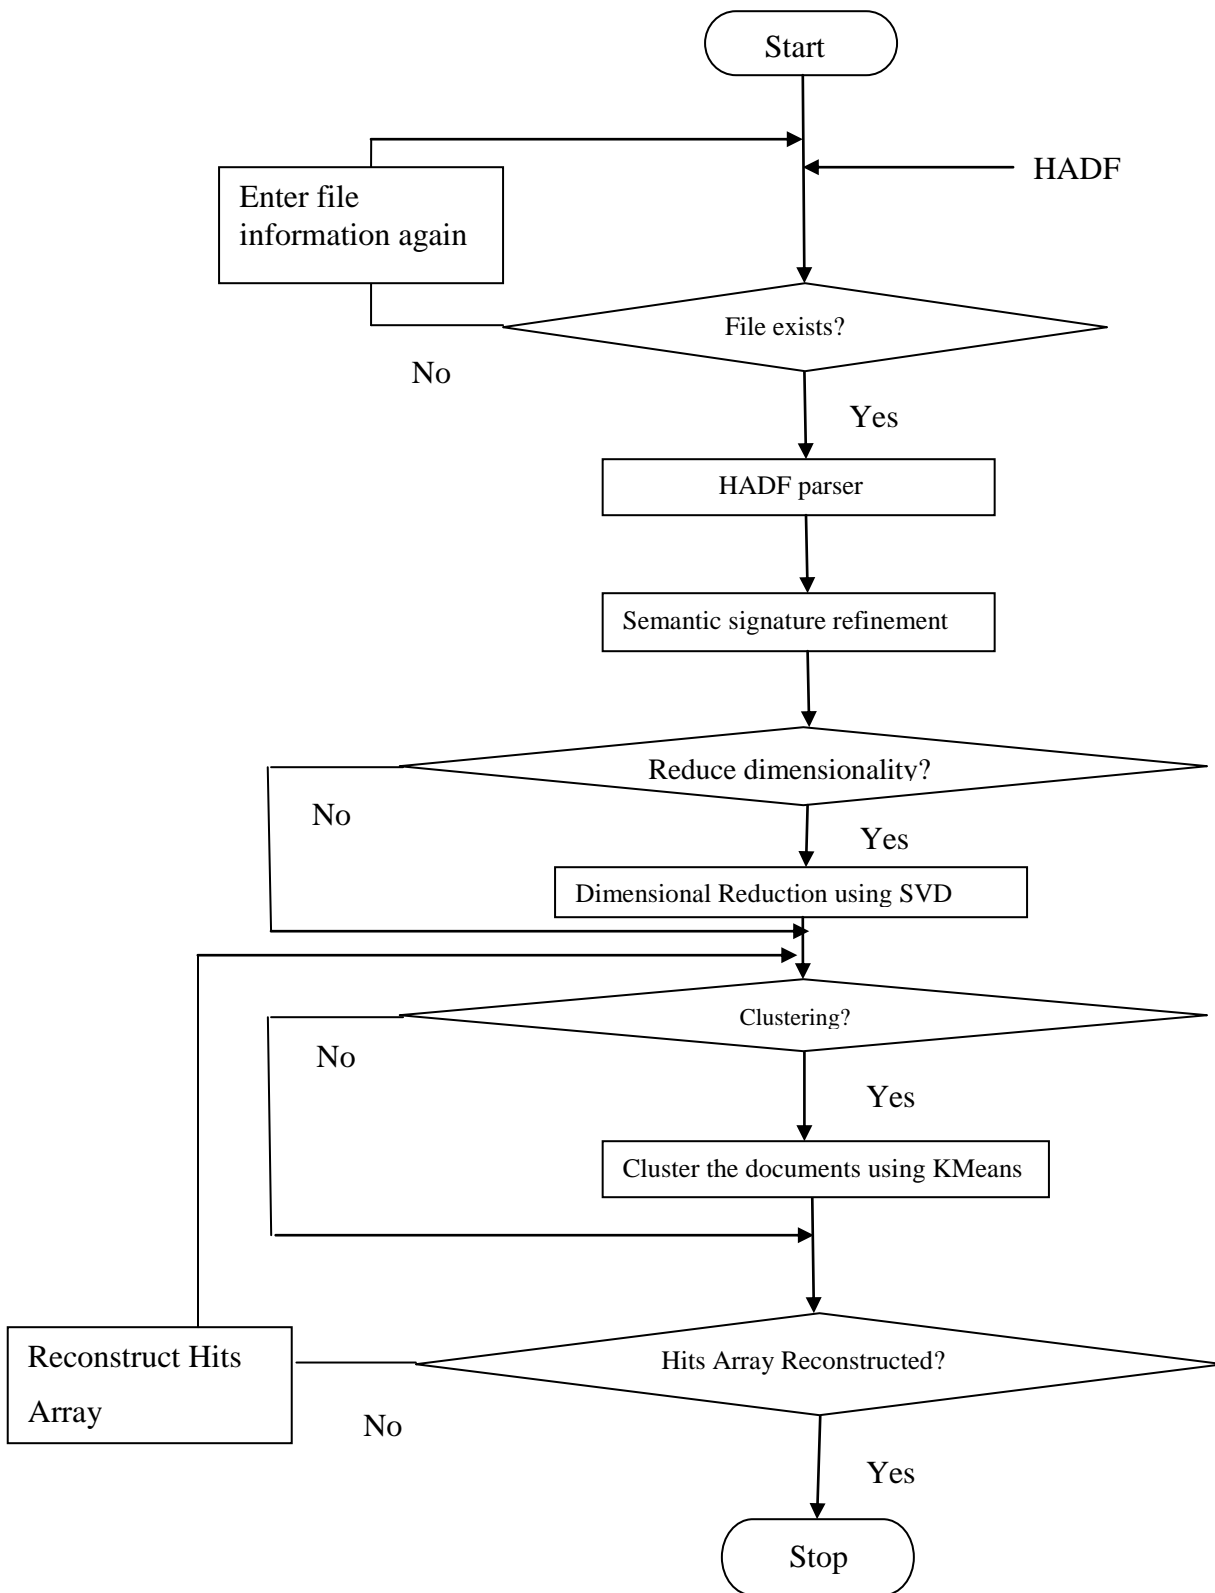 Start
HADF
Enter file
information again
File exists?
No
Yes
HADF parser
Semantic signature refinement
Reduce dimensionality?
No
Yes
Dimensional Reduction using SVD
Clustering?
No
Yes
Cluster the documents using KMeans
Reconstruct Hits
Array
Hits Array Reconstructed?
No
Yes
Stop